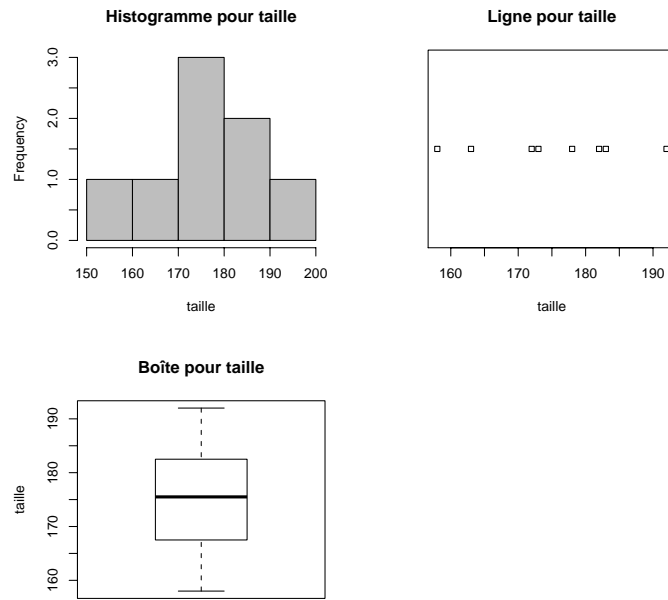 Histogramme pour taille
Frequency
0.0 1.0 2.0 3.0
150 160 170 180 190 200
taille
Ligne pour taille
160 170 180 190
taille
Boîte pour taille
taille
160 170 180 190